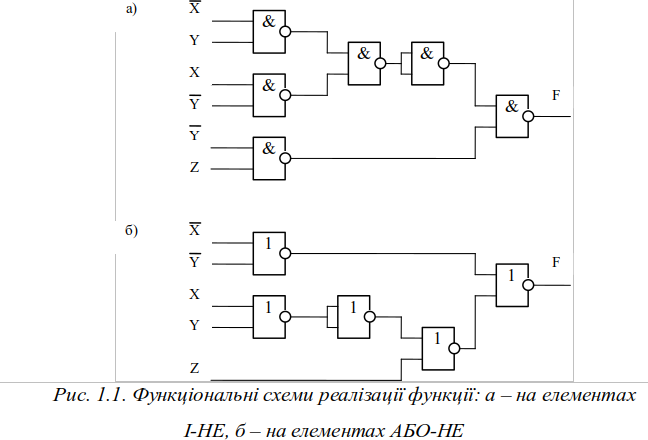 а)
X̅
&
Y
&
&
X
&
Y̅
&
F
Y̅
&
Z
б)
X̅
1
Y̅
1
F
X
1
1
Y
1
Z
Рис. 1.1. Функціональні схеми реалізації функції: а – на елементах
І-НЕ, б – на елементах АБО-НЕ